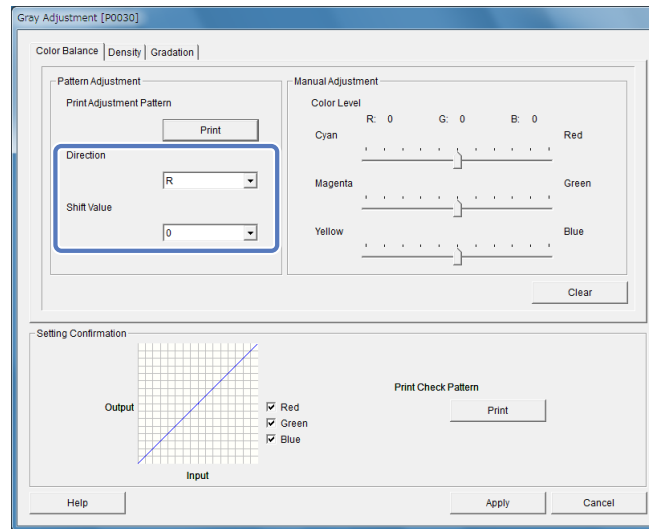 Gray Adjustment [P0030]
Color Balance Density Gradation
Pattern Adjustment
Print Adjustment Pattern
Print
Direction
R
Shift Value
0
Manual Adjustment
Color Level
R: 0 G: 0 B: 0
Cyan Red
Magenta Green
Yellow Blue
Clear
Setting Confirmation
Output
Input
Red
Green
Blue
Print Check Pattern
Print
Help Apply Cancel